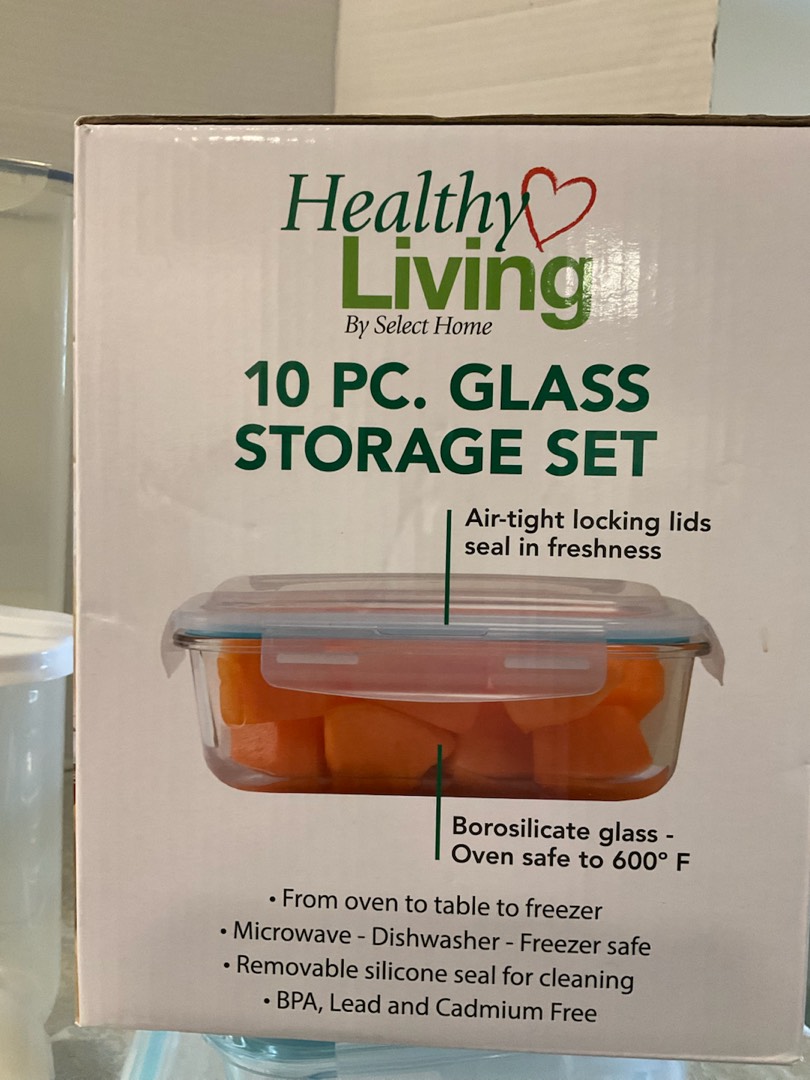 Healthy
Living
By Select Home
10 PC. GLASS
STORAGE SET
Air-tight locking lids
seal in freshness
Borosilicate glass -
Oven safe to 600º F
• From oven to table to freezer
• Microwave - Dishwasher - Freezer safe
• Removable silicone seal for cleaning
• BPA, Lead and Cadmium Free